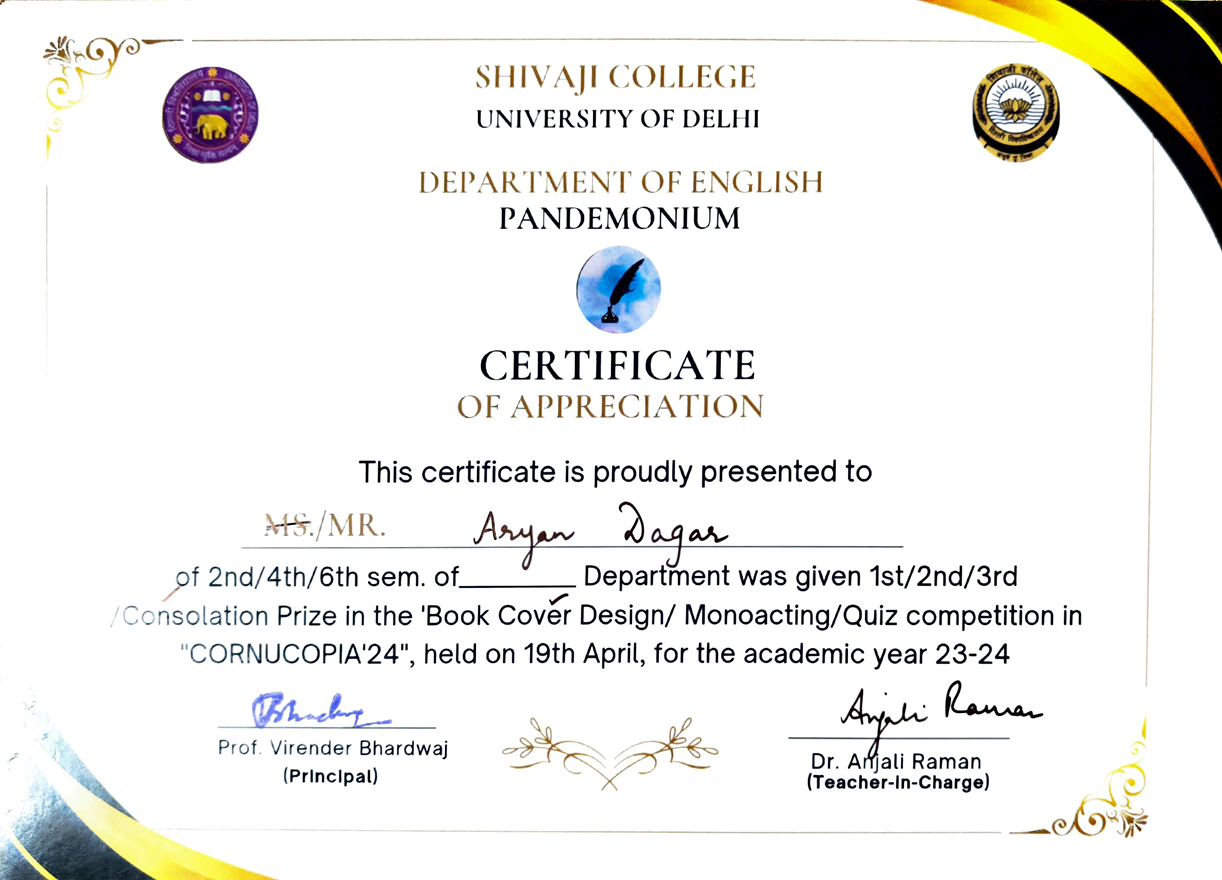 SHIVAJI COLLEGE
UNIVERSITY OF DELHI
DEPARTMENT OF ENGLISH
PANDEMONIUM
CERTIFICATE
OF APPRECIATION
This certificate is proudly presented to
MS./MR. Aryan Dagar
of 2nd/4th/6th sem. of________ Department was given 1st/2nd/3rd
/Consolation Prize in the 'Book Cover Design/ Monoacting/Quiz competition in
"CORNUCOPIA'24", held on 19th April, for the academic year 23-24
Anjali Raman
Prof. Virender Bhardwaj
(Principal)
Dr. Anjali Raman
(Teacher-in-Charge)